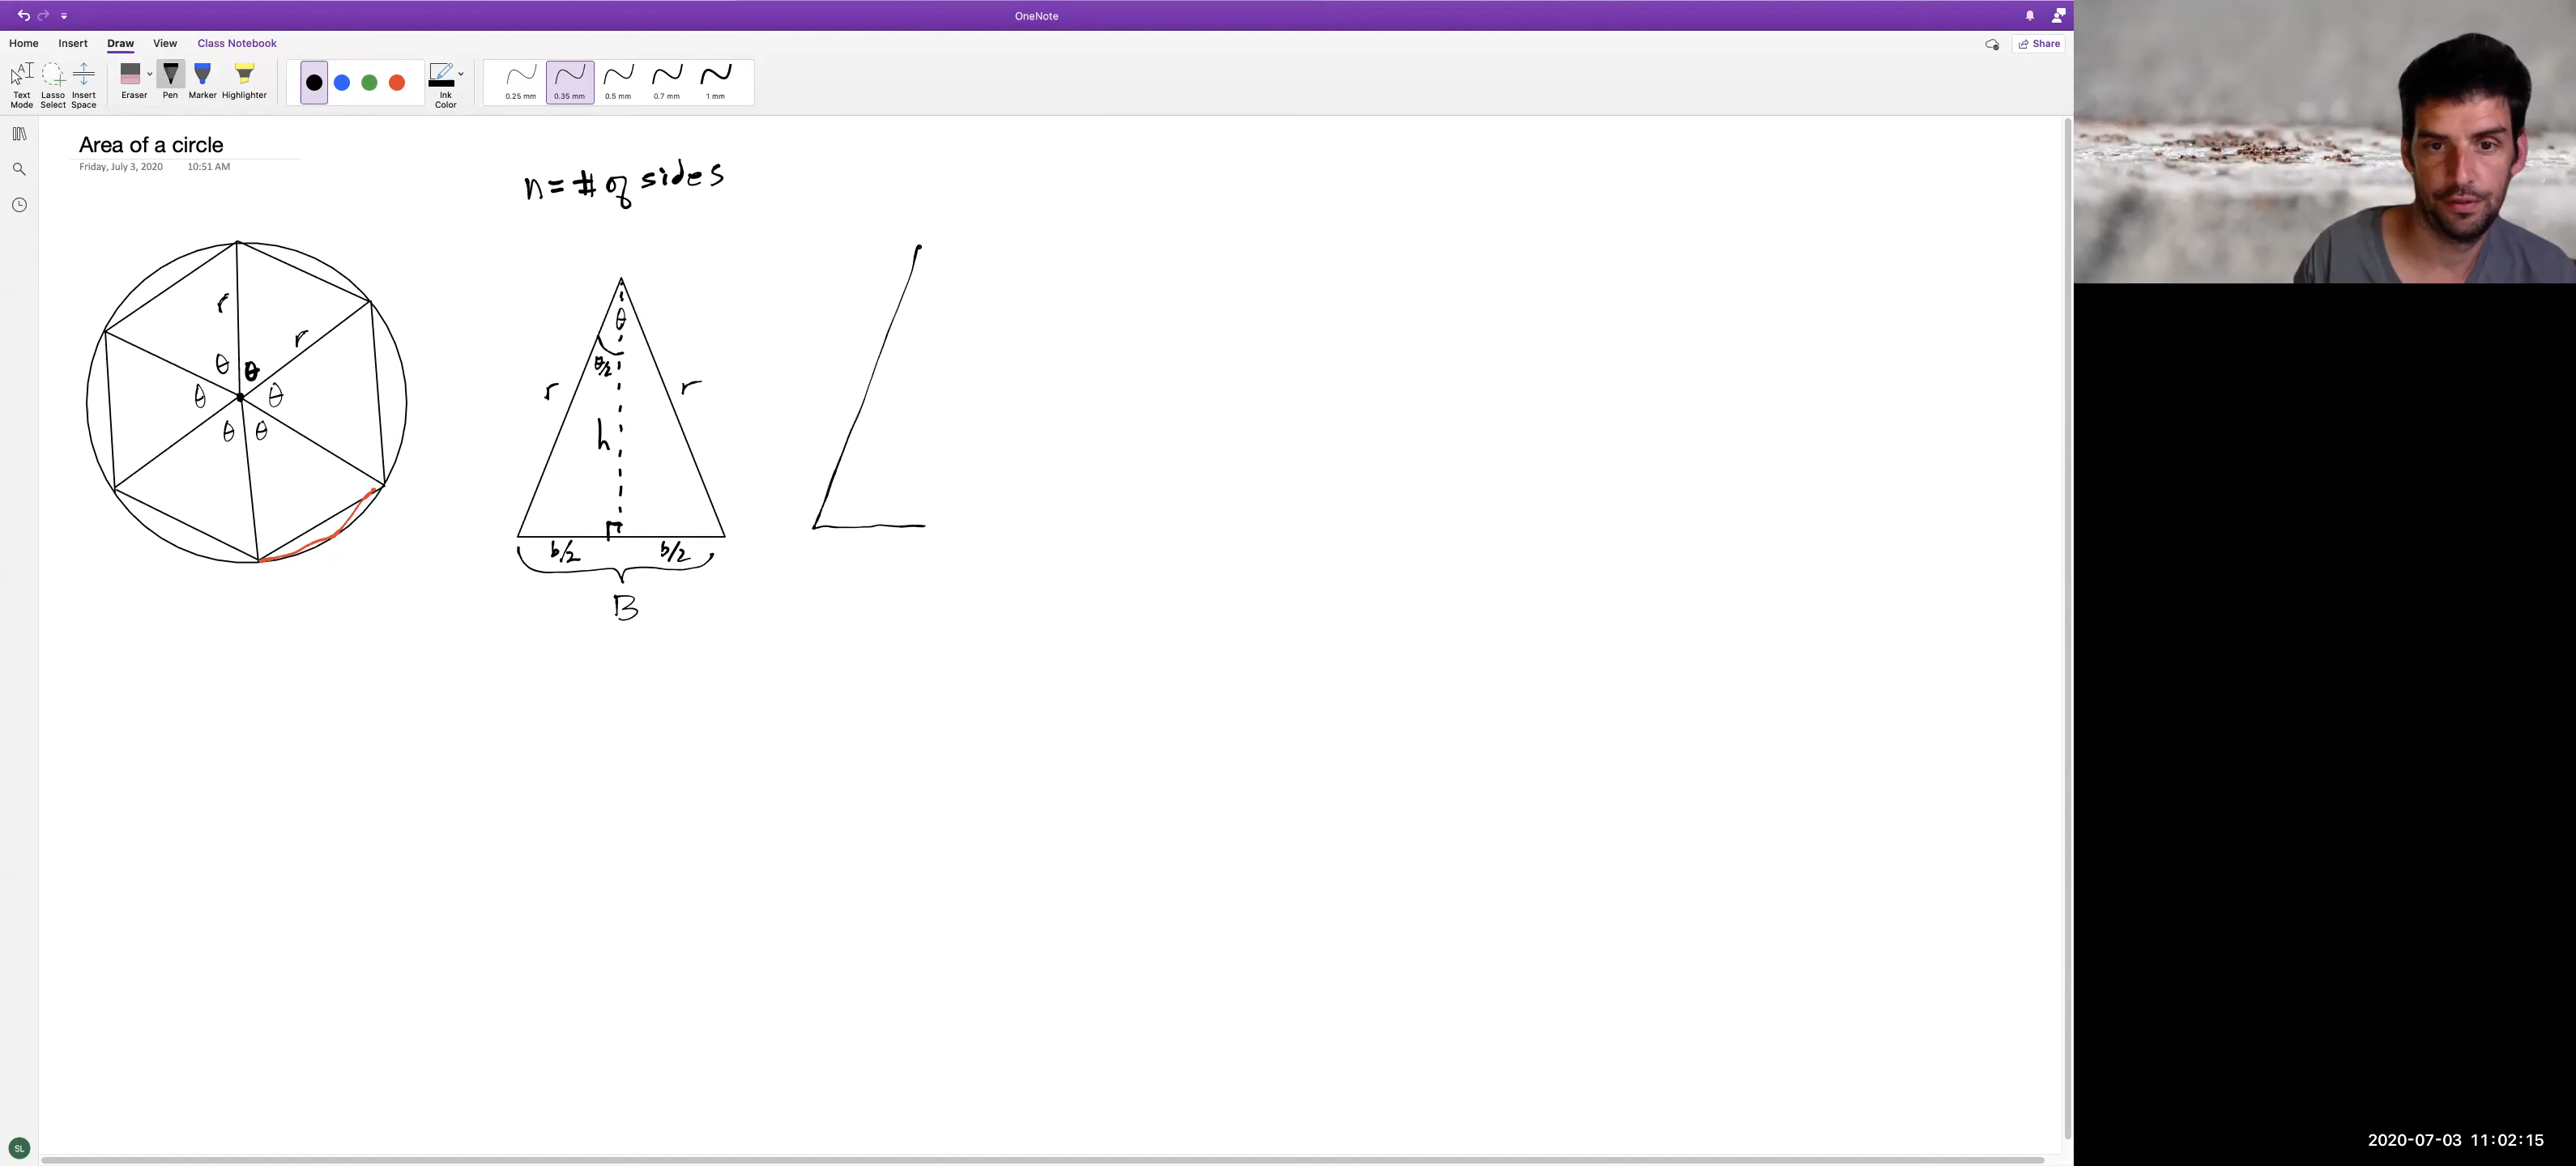 OneNote
Home Insert Draw View Class Notebook
Share
Text Mode
Lasso Select
Insert Space
Eraser
Pen
Marker
Highlighter
Ink Color
0.25 mm
0.35 mm
0.5 mm
0.7 mm
1 mm
Area of a circle
Friday, July 3, 2020 10:51 AM
n = # of sides
r
r
θ θ
θ θ
θ θ
θ
θ/2
r r
h
b/2 b/2
B
SL
2020-07-03 11:02:15